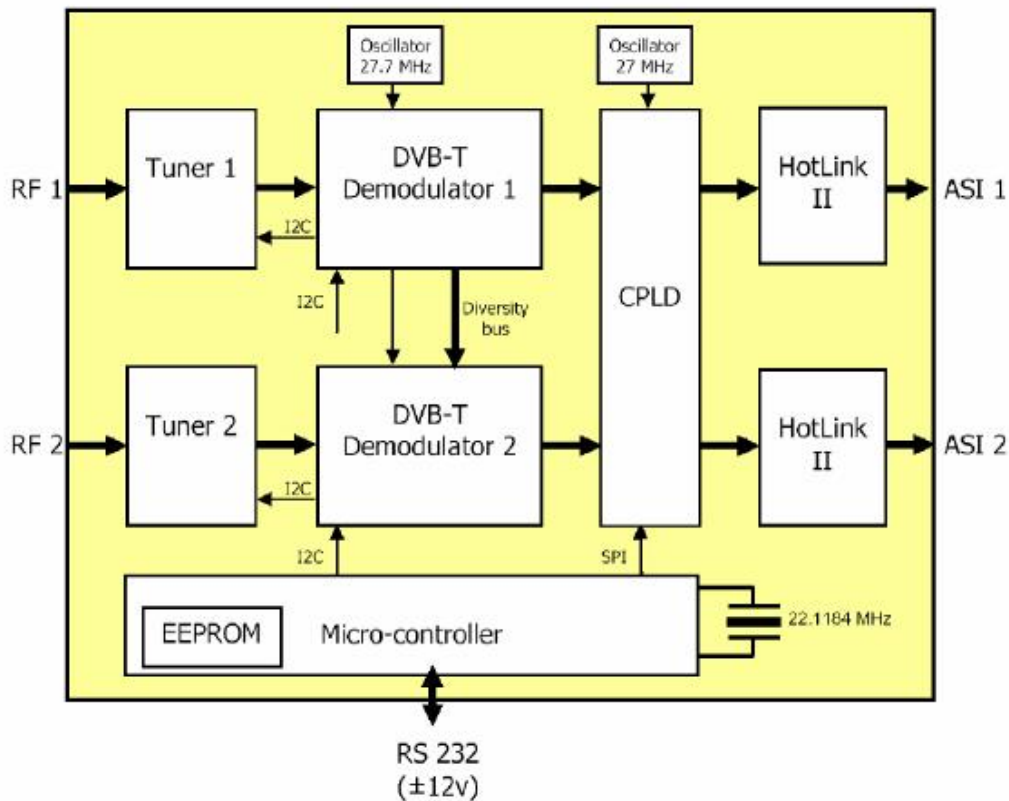 Oscillator
27.7 MHz
Oscillator
27 MHz
RF 1
Tuner 1
DVB-T
Demodulator 1
HotLink
II
ASI 1
I2C
CPLD
I2C
Diversity
bus
RF 2
Tuner 2
DVB-T
Demodulator 2
HotLink
II
ASI 2
I2C
I2C
SPI
EEPROM
Micro-controller
22.1184 MHz
RS 232
(±12v)